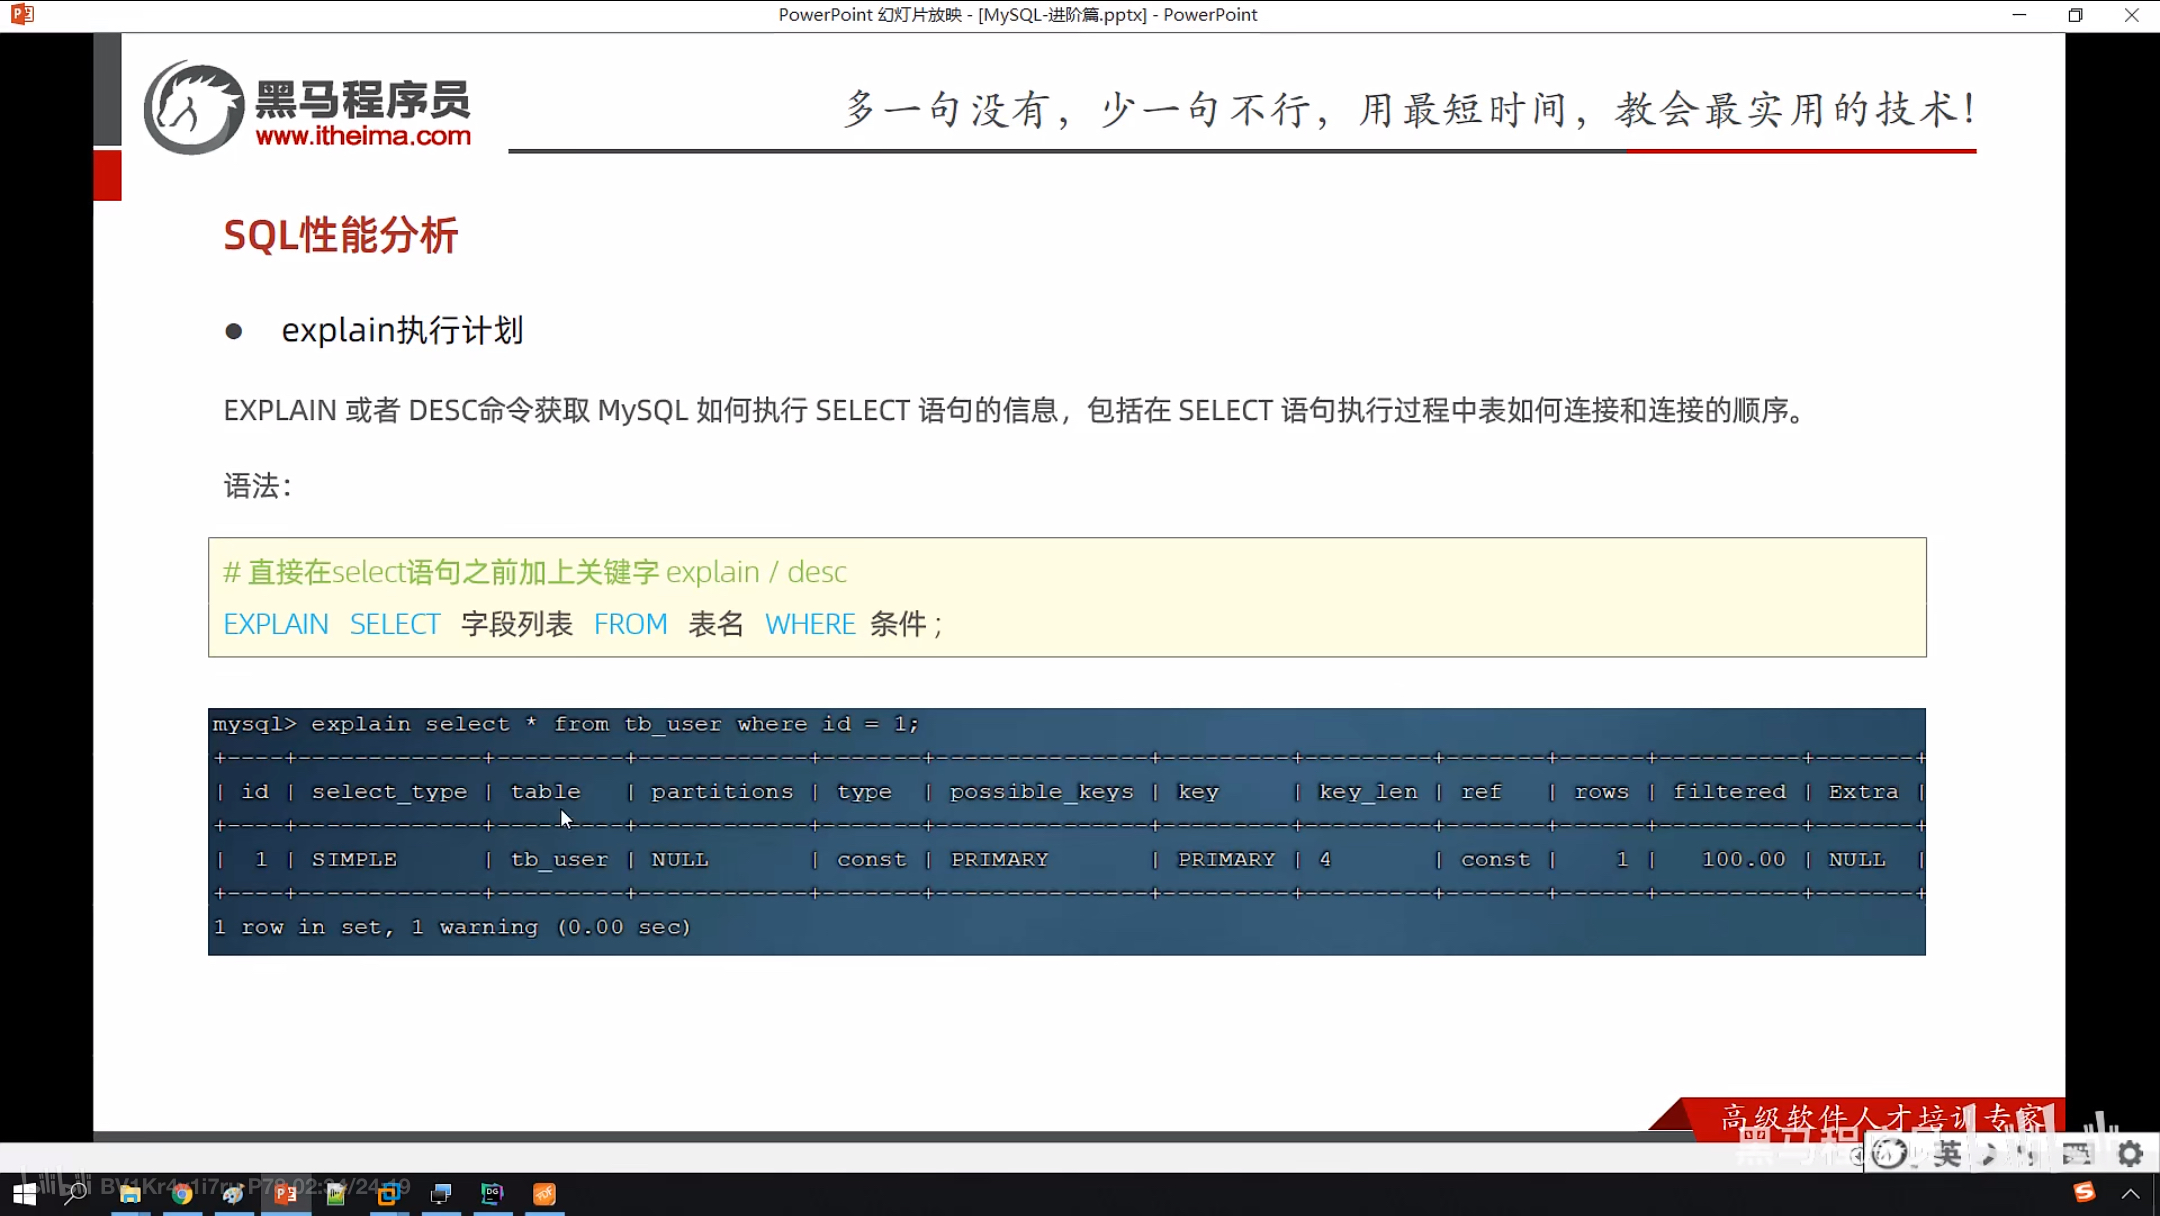 PowerPoint 幻灯片放映 - [MySQL-进阶篇.pptx] - PowerPoint
黑马程序员
www.itheima.com
多一句没有，少一句不行，用最短时间，教会最实用的技术！
SQL性能分析
● explain执行计划
EXPLAIN 或者 DESC命令获取 MySQL 如何执行 SELECT 语句的信息，包括在 SELECT 语句执行过程中表如何连接和连接的顺序。
语法：
# 直接在select语句之前加上关键字 explain / desc
EXPLAIN SELECT 字段列表 FROM 表名 WHERE 条件 ;
mysql> explain select * from tb_user where id = 1;
+----+-------------+---------+------------+-------+---------------+---------+---------+-------+------+----------+-------+
| id | select_type | table   | partitions | type  | possible_keys | key     | key_len | ref   | rows | filtered | Extra |
+----+-------------+---------+------------+-------+---------------+---------+---------+-------+------+----------+-------+
|  1 | SIMPLE      | tb_user | NULL       | const | PRIMARY       | PRIMARY | 4       | const |    1 |   100.00 | NULL  |
+----+-------------+---------+------------+-------+---------------+---------+---------+-------+------+----------+-------+
1 row in set, 1 warning (0.00 sec)
高级软件人才培训专家
黑马程序员
英